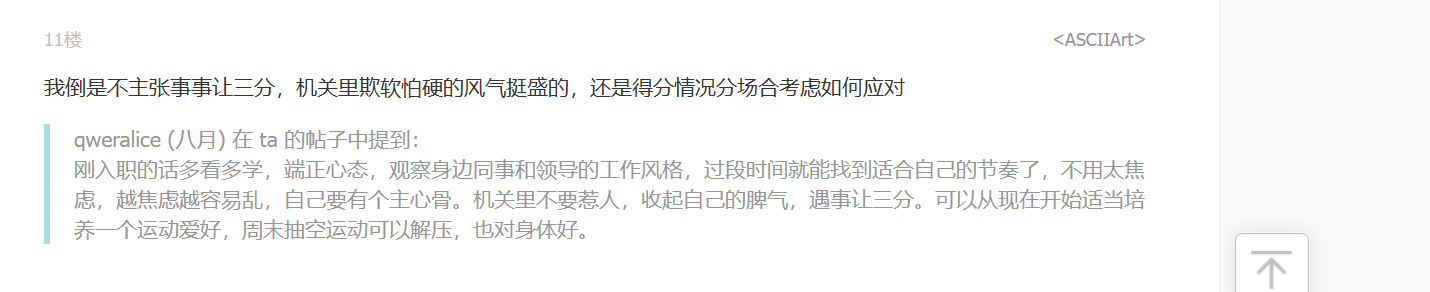 11楼
<ASCIIArt>
我倒是不主张事事让三分，机关里欺软怕硬的风气挺盛的，还是得分情况分场合考虑如何应对
qweralice (八月) 在 ta 的帖子中提到：
刚入职的话多看多学，端正心态，观察身边同事和领导的工作风格，过段时间就能找到适合自己的节奏了，不用太焦
虑，越焦虑越容易乱，自己要有个主心骨。机关里不要惹人，收起自己的脾气，遇事让三分。可以从现在开始适当培
养一个运动爱好，周末抽空运动可以解压，也对身体好。